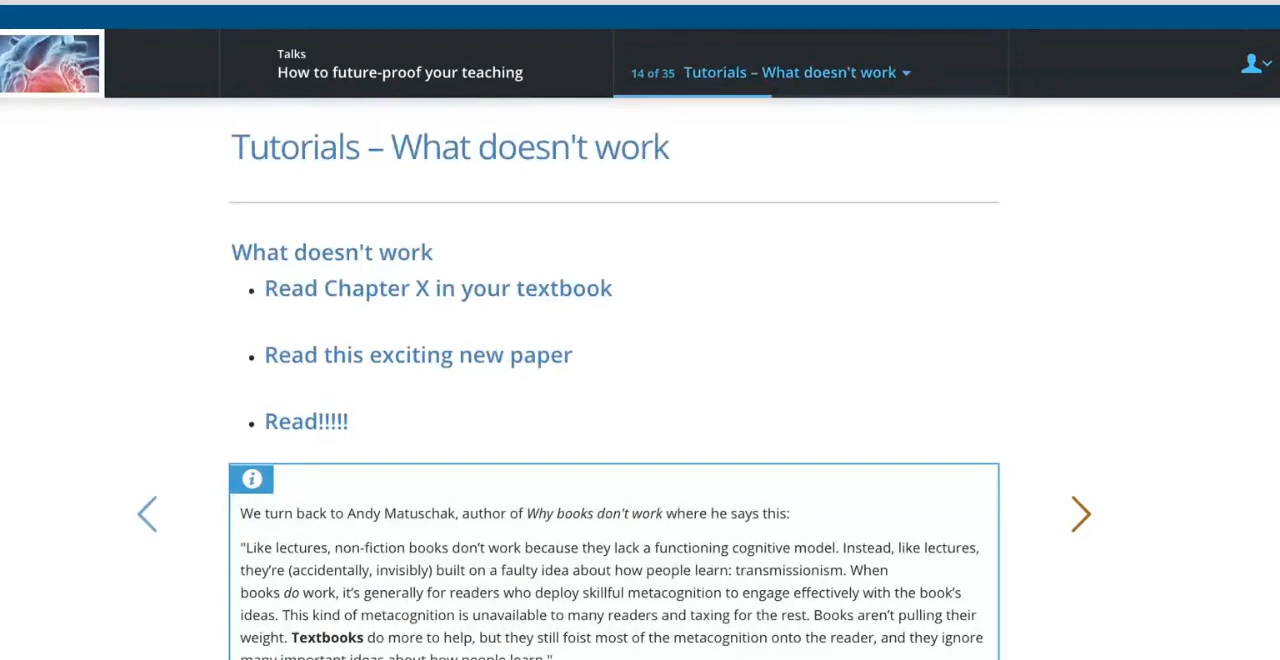 Talks
How to future-proof your teaching
14 of 35 Tutorials – What doesn't work
Tutorials – What doesn't work
What doesn't work
• Read Chapter X in your textbook
• Read this exciting new paper
• Read!!!!!
We turn back to Andy Matuschak, author of Why books don't work where he says this:
"Like lectures, non-fiction books don't work because they lack a functioning cognitive model. Instead, like lectures,
they're (accidentally, invisibly) built on a faulty idea about how people learn: transmissionism. When
books do work, it's generally for readers who deploy skillful metacognition to engage effectively with the book's
ideas. This kind of metacognition is unavailable to many readers and taxing for the rest. Books aren't pulling their
weight. Textbooks do more to help, but they still foist most of the metacognition onto the reader, and they ignore
many important ideas about how people learn."